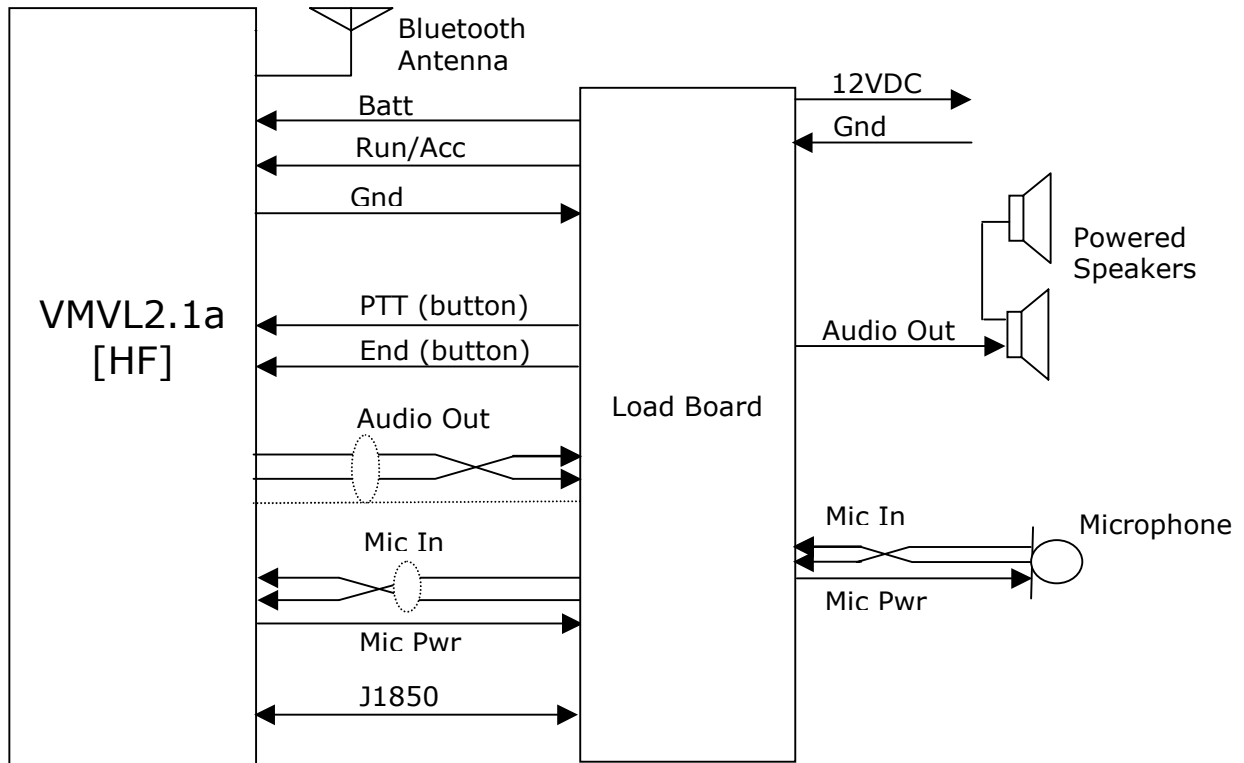 Bluetooth
Antenna
Batt
Run/Acc
Gnd
PTT (button)
End (button)
VMVL2.1a
[HF]
Audio Out
Mic In
Mic Pwr
J1850
Load Board
12VDC
Gnd
Powered
Speakers
Audio Out
Mic In
Microphone
Mic Pwr